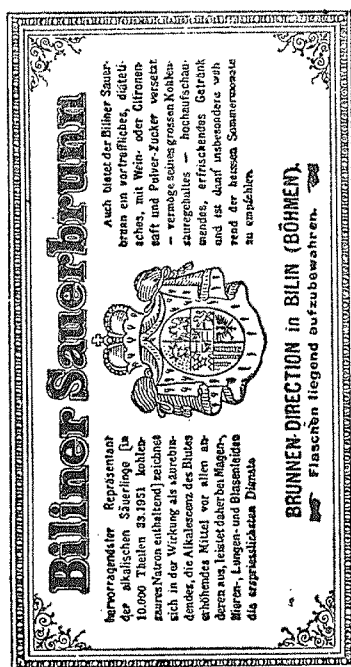 Biliner Sauerbrunn
hervorragendster Repräsentant
der alkalischen Säuerlinge [in
10.000 Theilen 33.1951 kohlen-
saures Natron enthaltend] zeichnet
sich in der Wirkung als säurebin-
dendes, die Alkalescenz des Blutes
erhöhendes Mittel vor allen an-
deren aus, leistet daher bei Magen-,
Nieren-, Lungen- und Blasenleiden
die erspriesslichsten Dienste
Auch bietet der Biliner Sauer-
brunn ein vortreffliches, diäteti-
sches, mit Wein- oder Citronen-
saft und Pulver-Zucker versetzt
— vermöge seines grossen Kohlen-
säuregehaltes — hochaufschäu-
mendes, erfrischendes Getränk
und ist dann insbesondere wäh
rend der heissen Sommermonate
zu empfehlen
BRUNNEN-DIRECTION in BILIN (BÖHMEN).
Flaschen liegend aufzubewahren.